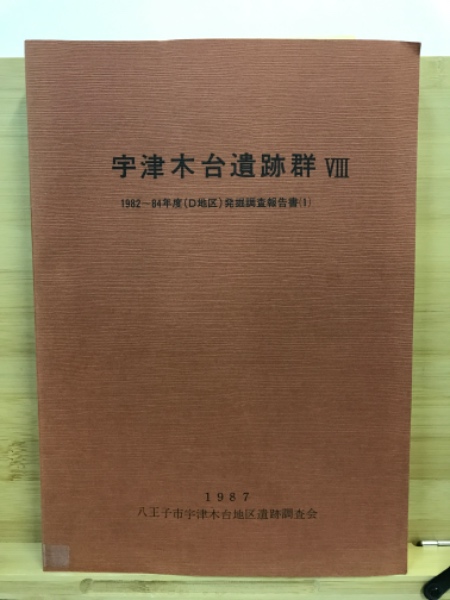 宇津木台遺跡群 Ⅷ
1982－84年度(D地区)発掘調査報告書(1)
1987
八王子市宇津木台地区遺跡調査会